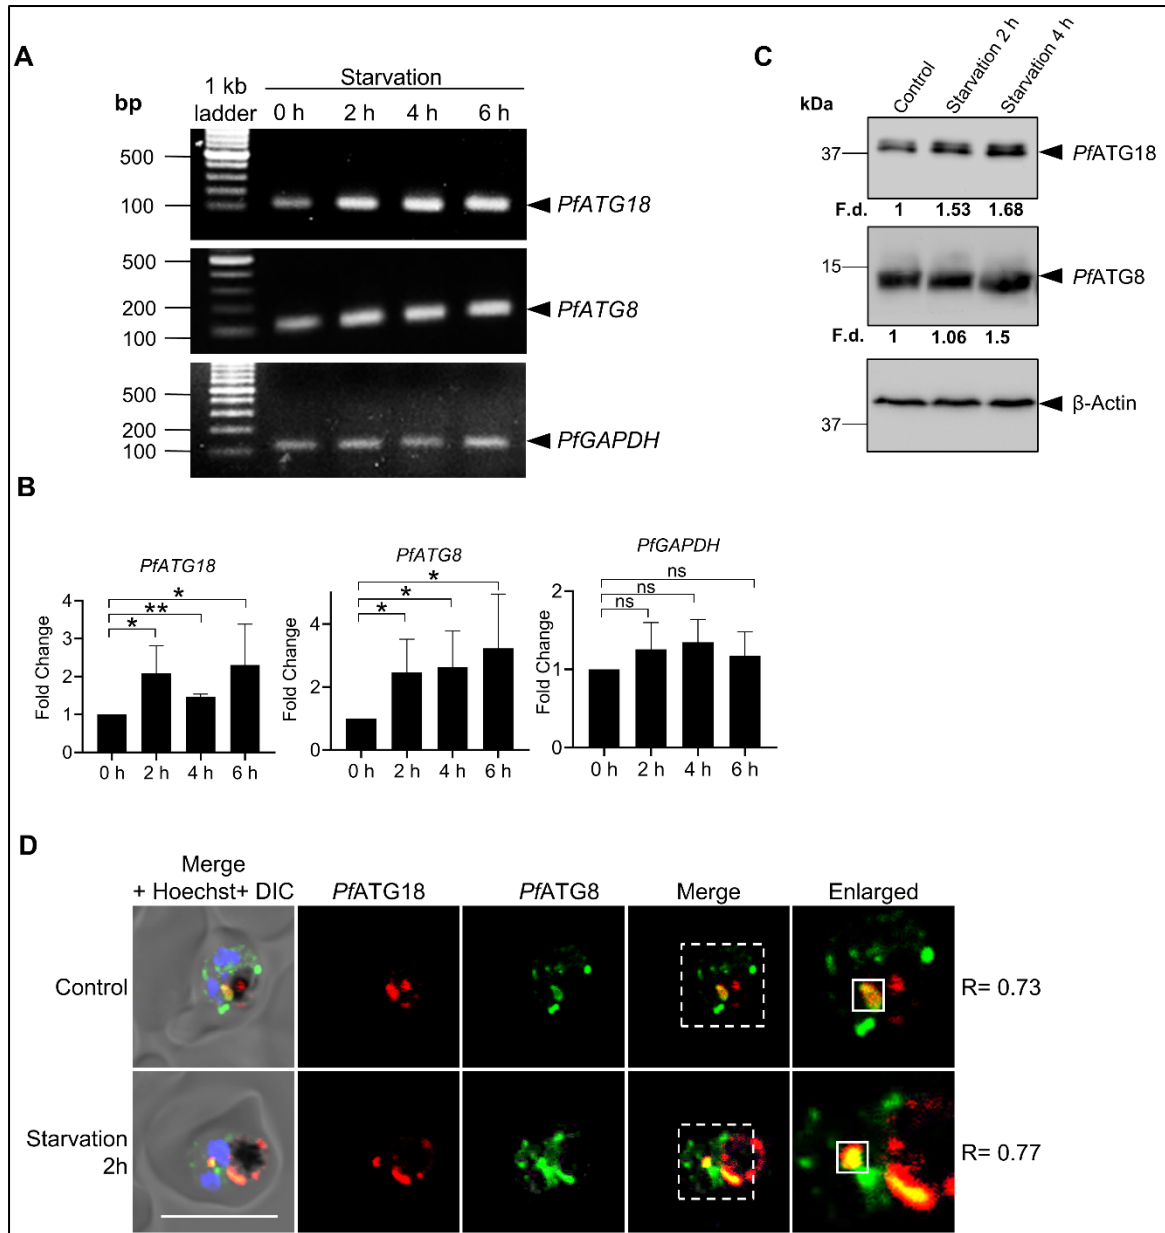 A
1 kb
ladder
Starvation
bp
0 h 2 h 4 h 6 h
500
100
PfATG18
500
200
100
PfATG8
500
200
100
PfGAPDH
C
kDa
Control
Starvation 2 h
Starvation 4 h
37
PfATG18
F.d. 1 1.53 1.68
15
PfATG8
F.d. 1 1.06 1.5
37
β-Actin
B
PfATG18
Fold Change
4
3
2
1
0
*
**
*
0 h 2 h 4 h 6 h
PfATG8
Fold Change
4
2
0
*
*
*
0 h 2 h 4 h 6 h
PfGAPDH
Fold Change
2
1
0
ns
ns
ns
0 h 2 h 4 h 6 h
D
Merge
+ Hoechst+ DIC
PfATG18
PfATG8
Merge
Enlarged
Control
R= 0.73
Starvation
2h
R= 0.77